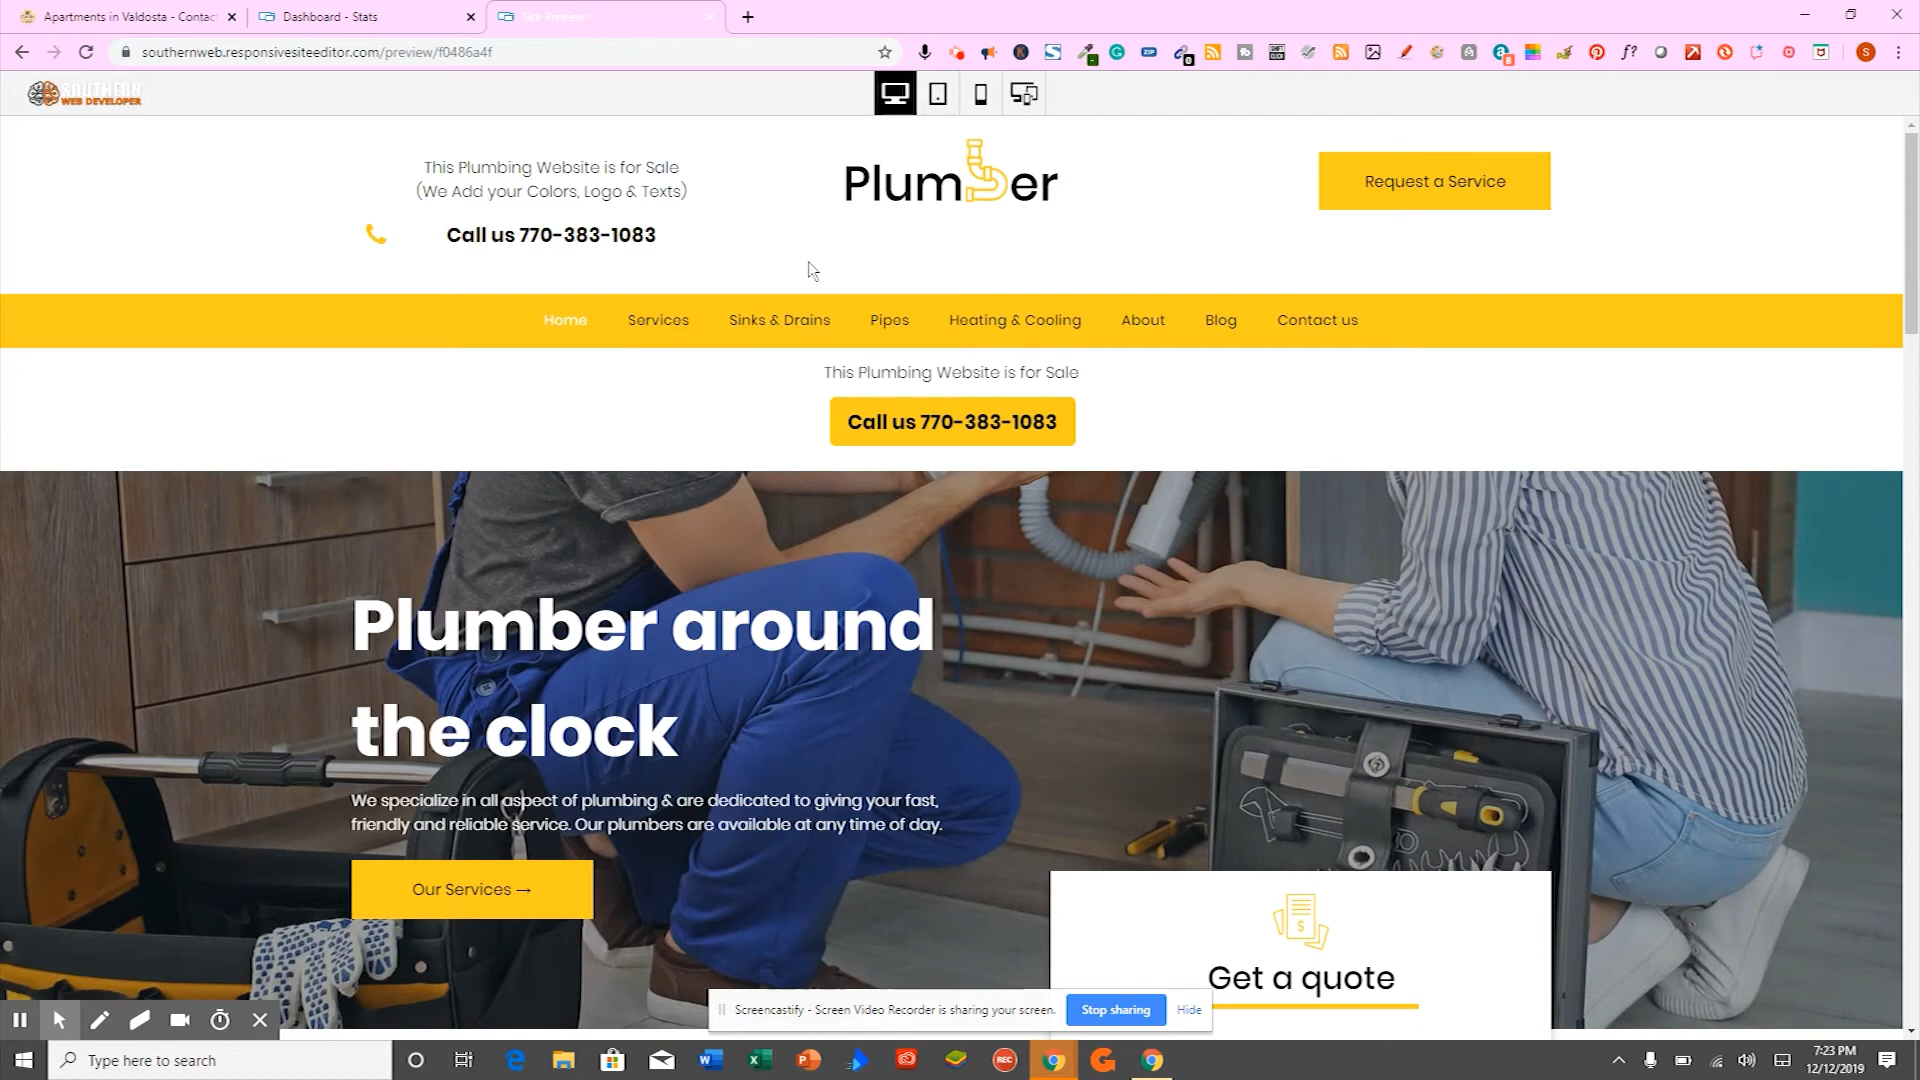 Apartments in Valdosta - Contac
Dashboard - Stats
Site Preview
southernweb.responsivesiteeditor.com/preview/f0486a4f
SOUTHERN
WEB DEVELOPER
This Plumbing Website is for Sale
(We Add your Colors, Logo & Texts)
Call us 770-383-1083
Plumber
Request a Service
Home
Services
Sinks & Drains
Pipes
Heating & Cooling
About
Blog
Contact us
This Plumbing Website is for Sale
Call us 770-383-1083
Plumber around
the clock
We specialize in all aspect of plumbing & are dedicated to giving your fast,
friendly and reliable service. Our plumbers are available at any time of day.
Our Services →
Get a quote
Screencastify - Screen Video Recorder is sharing your screen.
Stop sharing
Hide
Type here to search
7:23 PM
12/12/2019